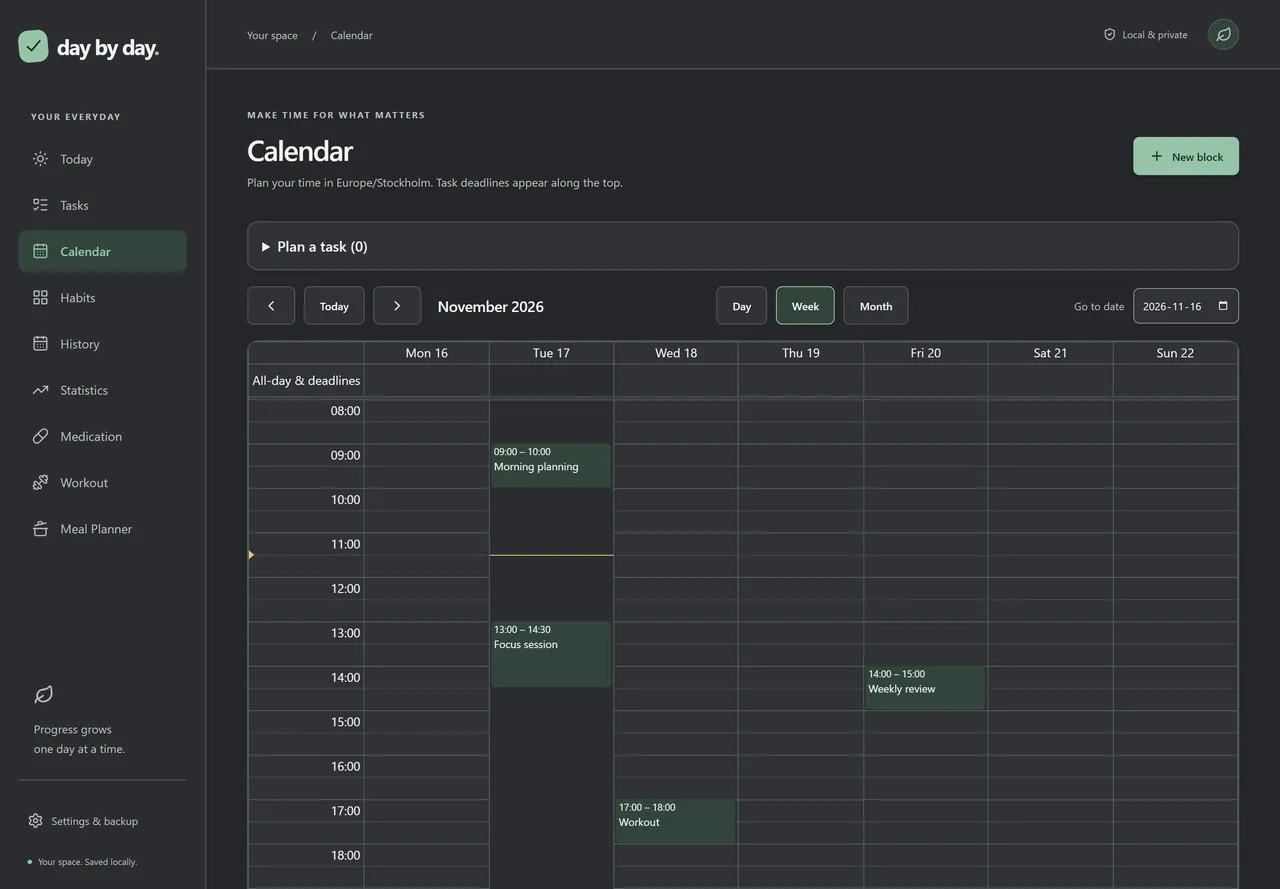 day by day.
YOUR EVERYDAY
Today
Tasks
Calendar
Habits
History
Statistics
Medication
Workout
Meal Planner
Progress grows
one day at a time.
Settings & backup
Your space. Saved locally.
Your space / Calendar
Local & private
MAKE TIME FOR WHAT MATTERS
Calendar
Plan your time in Europe/Stockholm. Task deadlines appear along the top.
+ New block
Plan a task (0)
Today
November 2026
Day
Week
Month
Go to date
2026-11-16
Mon 16
Tue 17
Wed 18
Thu 19
Fri 20
Sat 21
Sun 22
All-day & deadlines
08:00
09:00
09:00 – 10:00
Morning planning
10:00
11:00
12:00
13:00
13:00 – 14:30
Focus session
14:00
14:00 – 15:00
Weekly review
15:00
16:00
17:00
17:00 – 18:00
Workout
18:00